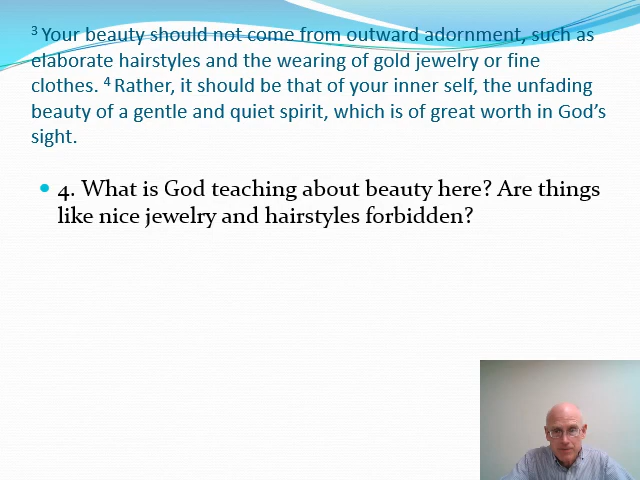 3 Your beauty should not come from outward adornment, such as
elaborate hairstyles and the wearing of gold jewelry or fine
clothes. 4 Rather, it should be that of your inner self, the unfading
beauty of a gentle and quiet spirit, which is of great worth in God’s
sight.
4. What is God teaching about beauty here? Are things
like nice jewelry and hairstyles forbidden?